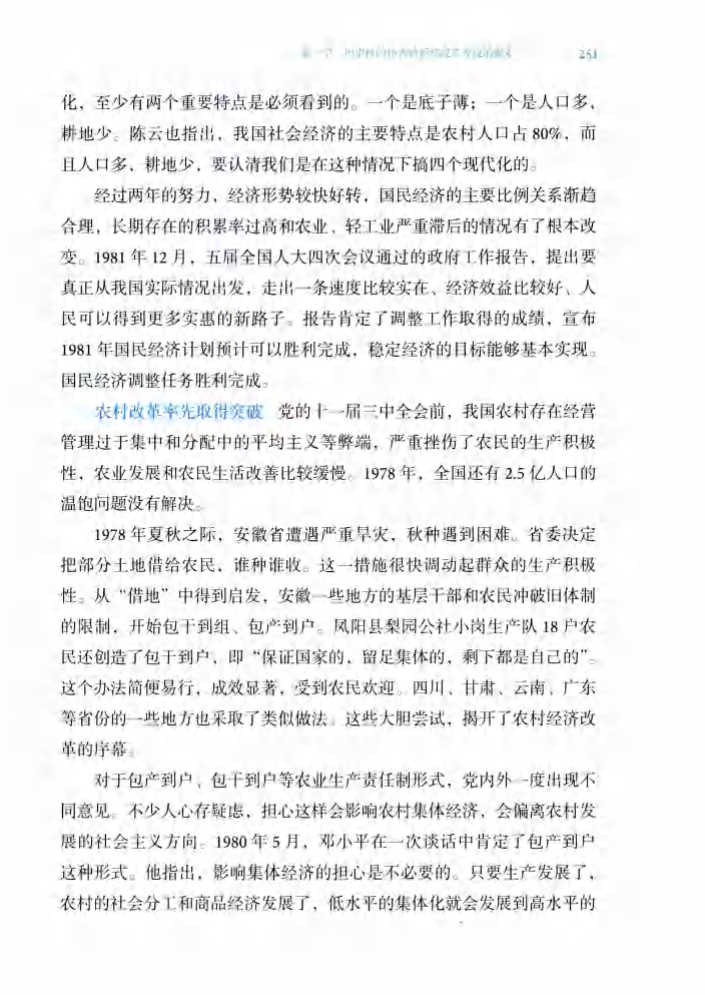 251
化，至少有两个重要特点是必须看到的。一个是底子薄；一个是人口多，
耕地少。陈云也指出，我国社会经济的主要特点是农村人口占80%，而
且人口多，耕地少，要认清我们是在这种情况下搞四个现代化的。
经过两年的努力，经济形势较快好转，国民经济的主要比例关系渐趋
合理，长期存在的积累率过高和农业、轻工业严重滞后的情况有了根本改
变。1981年12月，五届全国人大四次会议通过的政府工作报告，提出要
真正从我国实际情况出发，走出一条速度比较实在、经济效益比较好、人
民可以得到更多实惠的新路子。报告肯定了调整工作取得的成绩，宣布
1981年国民经济计划预计可以胜利完成，稳定经济的目标能够基本实现。
国民经济调整任务胜利完成。
农村改革率先取得突破 党的十一届三中全会前，我国农村存在经营
管理过于集中和分配中的平均主义等弊端，严重挫伤了农民的生产积极
性，农业发展和农民生活改善比较缓慢。1978年，全国还有2.5亿人口的
温饱问题没有解决。
1978年夏秋之际，安徽省遭遇严重旱灾，秋种遇到困难。省委决定
把部分土地借给农民，谁种谁收。这一措施很快调动起群众的生产积极
性。从“借地”中得到启发，安徽一些地方的基层干部和农民冲破旧体制
的限制，开始包干到组、包产到户。凤阳县梨园公社小岗生产队18户农
民还创造了包干到户，即“保证国家的，留足集体的，剩下都是自己的”。
这个办法简便易行，成效显著，受到农民欢迎。四川、甘肃、云南、广东
等省份的一些地方也采取了类似做法。这些大胆尝试，揭开了农村经济改
革的序幕。
对于包产到户、包干到户等农业生产责任制形式，党内外一度出现不
同意见。不少人心存疑虑，担心这样会影响农村集体经济，会偏离农村发
展的社会主义方向。1980年5月，邓小平在一次谈话中肯定了包产到户
这种形式。他指出，影响集体经济的担心是不必要的。只要生产发展了，
农村的社会分工和商品经济发展了，低水平的集体化就会发展到高水平的